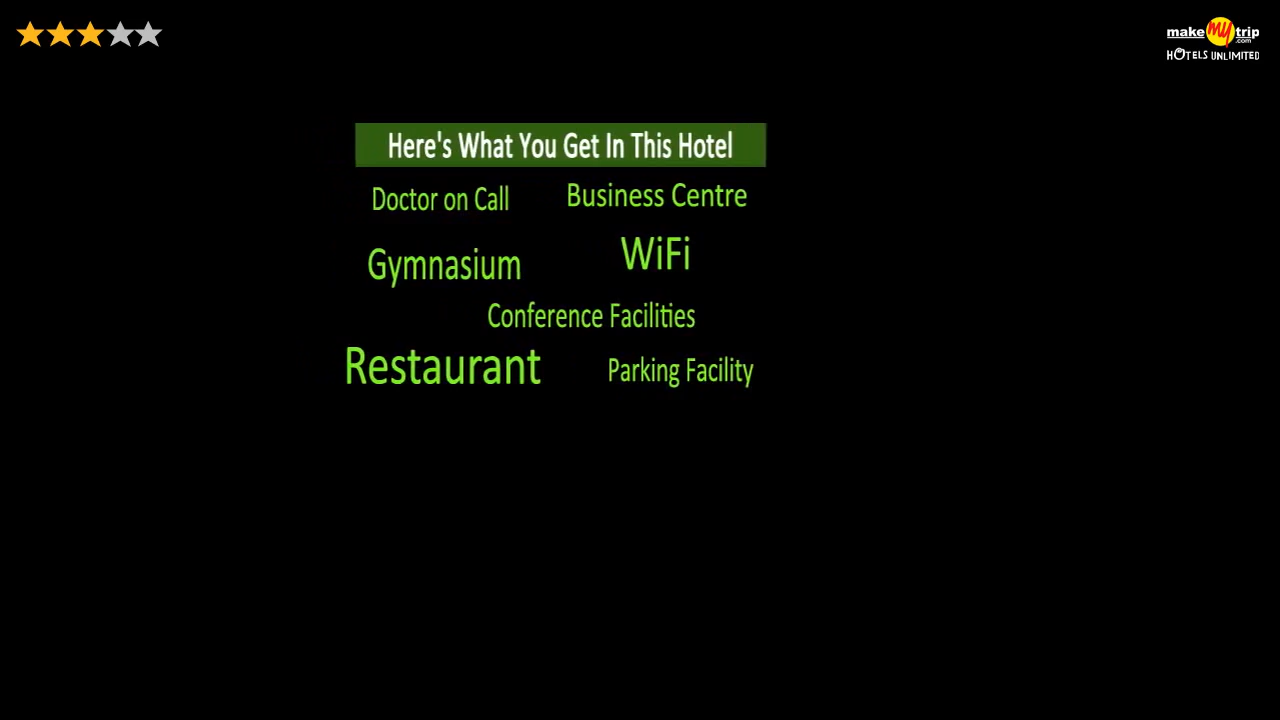 make my trip .com
HOTELS UNLIMITED
Here's What You Get In This Hotel
Doctor on Call
Business Centre
Gymnasium
WiFi
Conference Facilities
Restaurant
Parking Facility